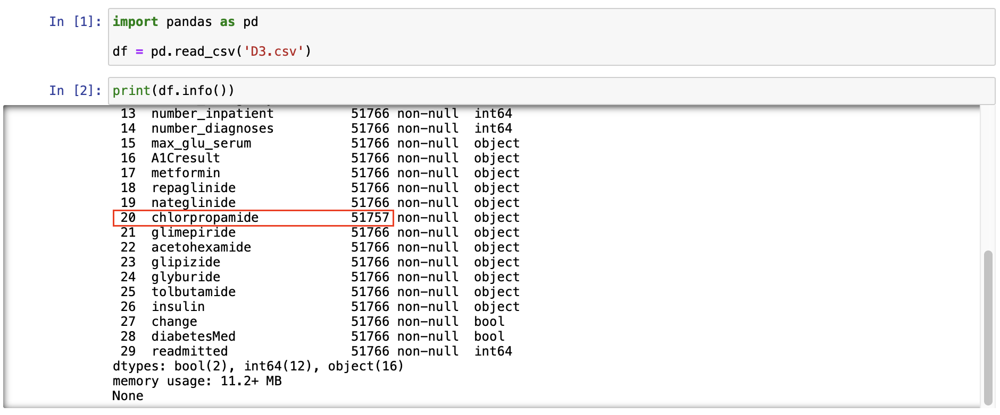 In [1]: import pandas as pd
df = pd.read_csv('D3.csv')
In [2]: print(df.info())
13 number_inpatient 51766 non-null int64
14 number_diagnoses 51766 non-null int64
15 max_glu_serum 51766 non-null object
16 A1Cresult 51766 non-null object
17 metformin 51766 non-null object
18 repaglinide 51766 non-null object
19 nateglinide 51766 non-null object
20 chlorpropamide 51757 non-null object
21 glimepiride 51766 non-null object
22 acetohexamide 51766 non-null object
23 glipizide 51766 non-null object
24 glyburide 51766 non-null object
25 tolbutamide 51766 non-null object
26 insulin 51766 non-null object
27 change 51766 non-null bool
28 diabetesMed 51766 non-null bool
29 readmitted 51766 non-null int64
dtypes: bool(2), int64(12), object(16)
memory usage: 11.2+ MB
None